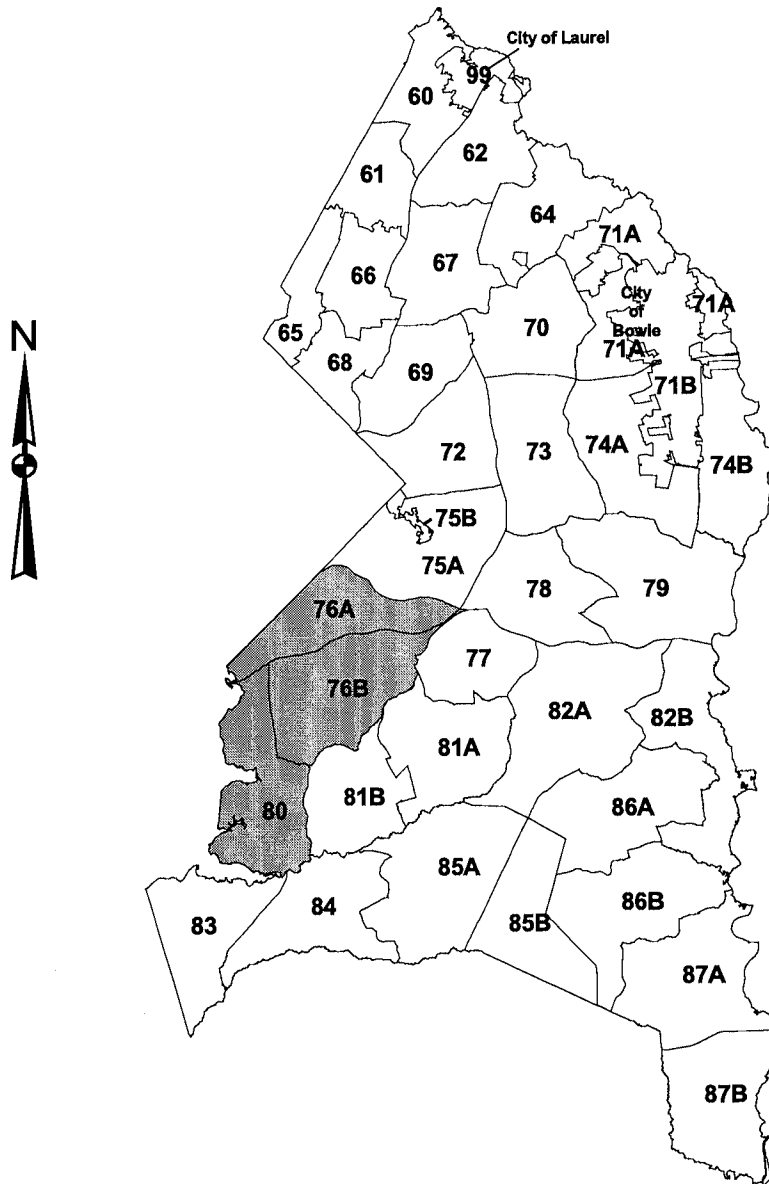 City of Laurel
99
60
62
61
64
71A
66
67
City
of
Bowie
71A
N
65
70
71A
68
69
71B
72
73
74A
74B
75B
75A
78
79
76A
77
76B
82A
82B
81A
81B
80
86A
85A
86B
84
83
85B
87A
87B